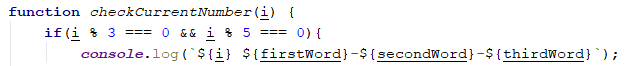 function checkCurrentNumber(i) {
if(i % 3 === 0 && i % 5 === 0){
console.log(`${i} ${firstWord}-${secondWord}-${thirdWord}`);